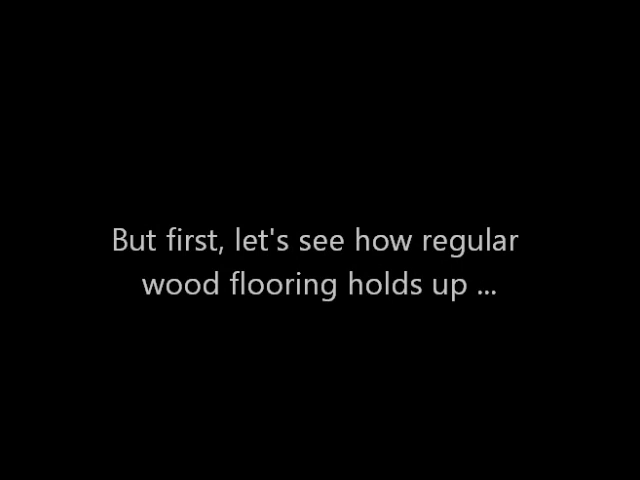 But first, let's see how regular
wood flooring holds up ...